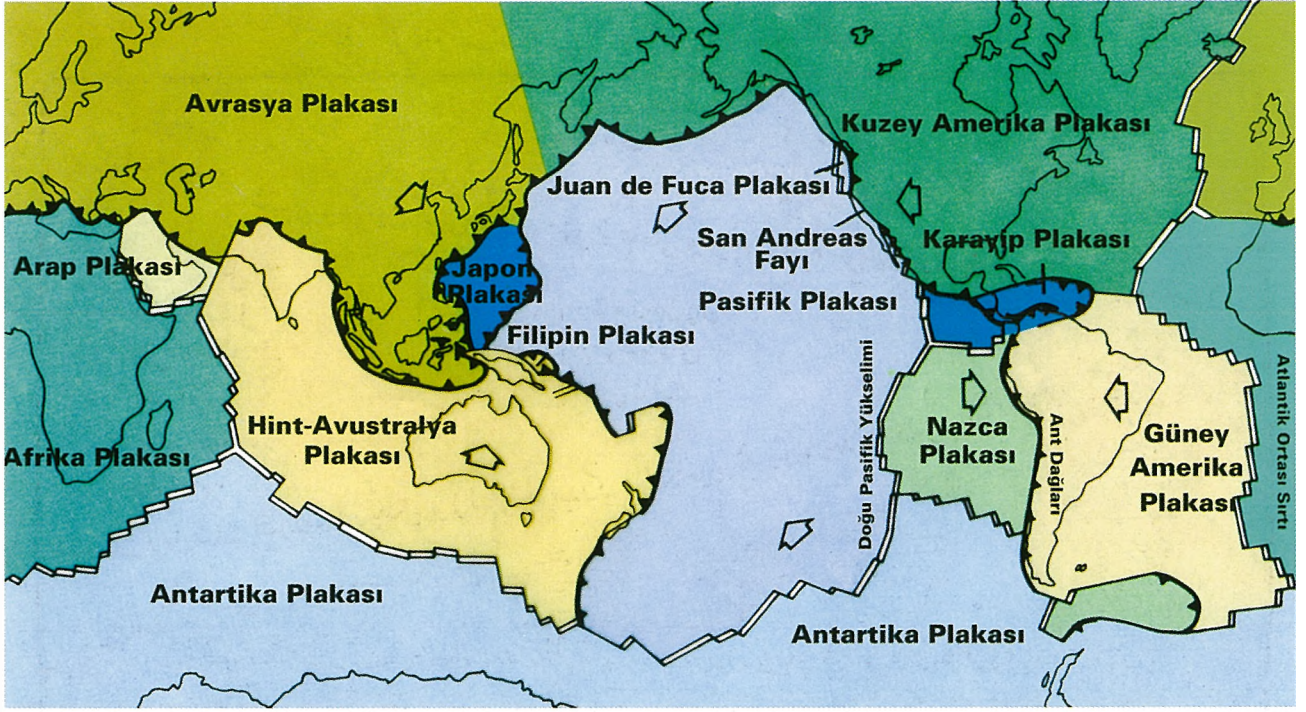 Avrasya Plakası
Kuzey Amerika Plakası
Juan de Fuca Plakası
San Andreas
Fayı
Karayip Plakası
Arap Plakası
Japon
Plakası
Pasifik Plakası
Filipin Plakası
Hint-Avustralya
Plakası
Afrika Plakası
Doğu Pasifik Yükselimi
Nazca
Plakası
Ant Dağları
Güney
Amerika
Plakası
Atlantik Ortası Sırtı
Antartika Plakası
Antartika Plakası